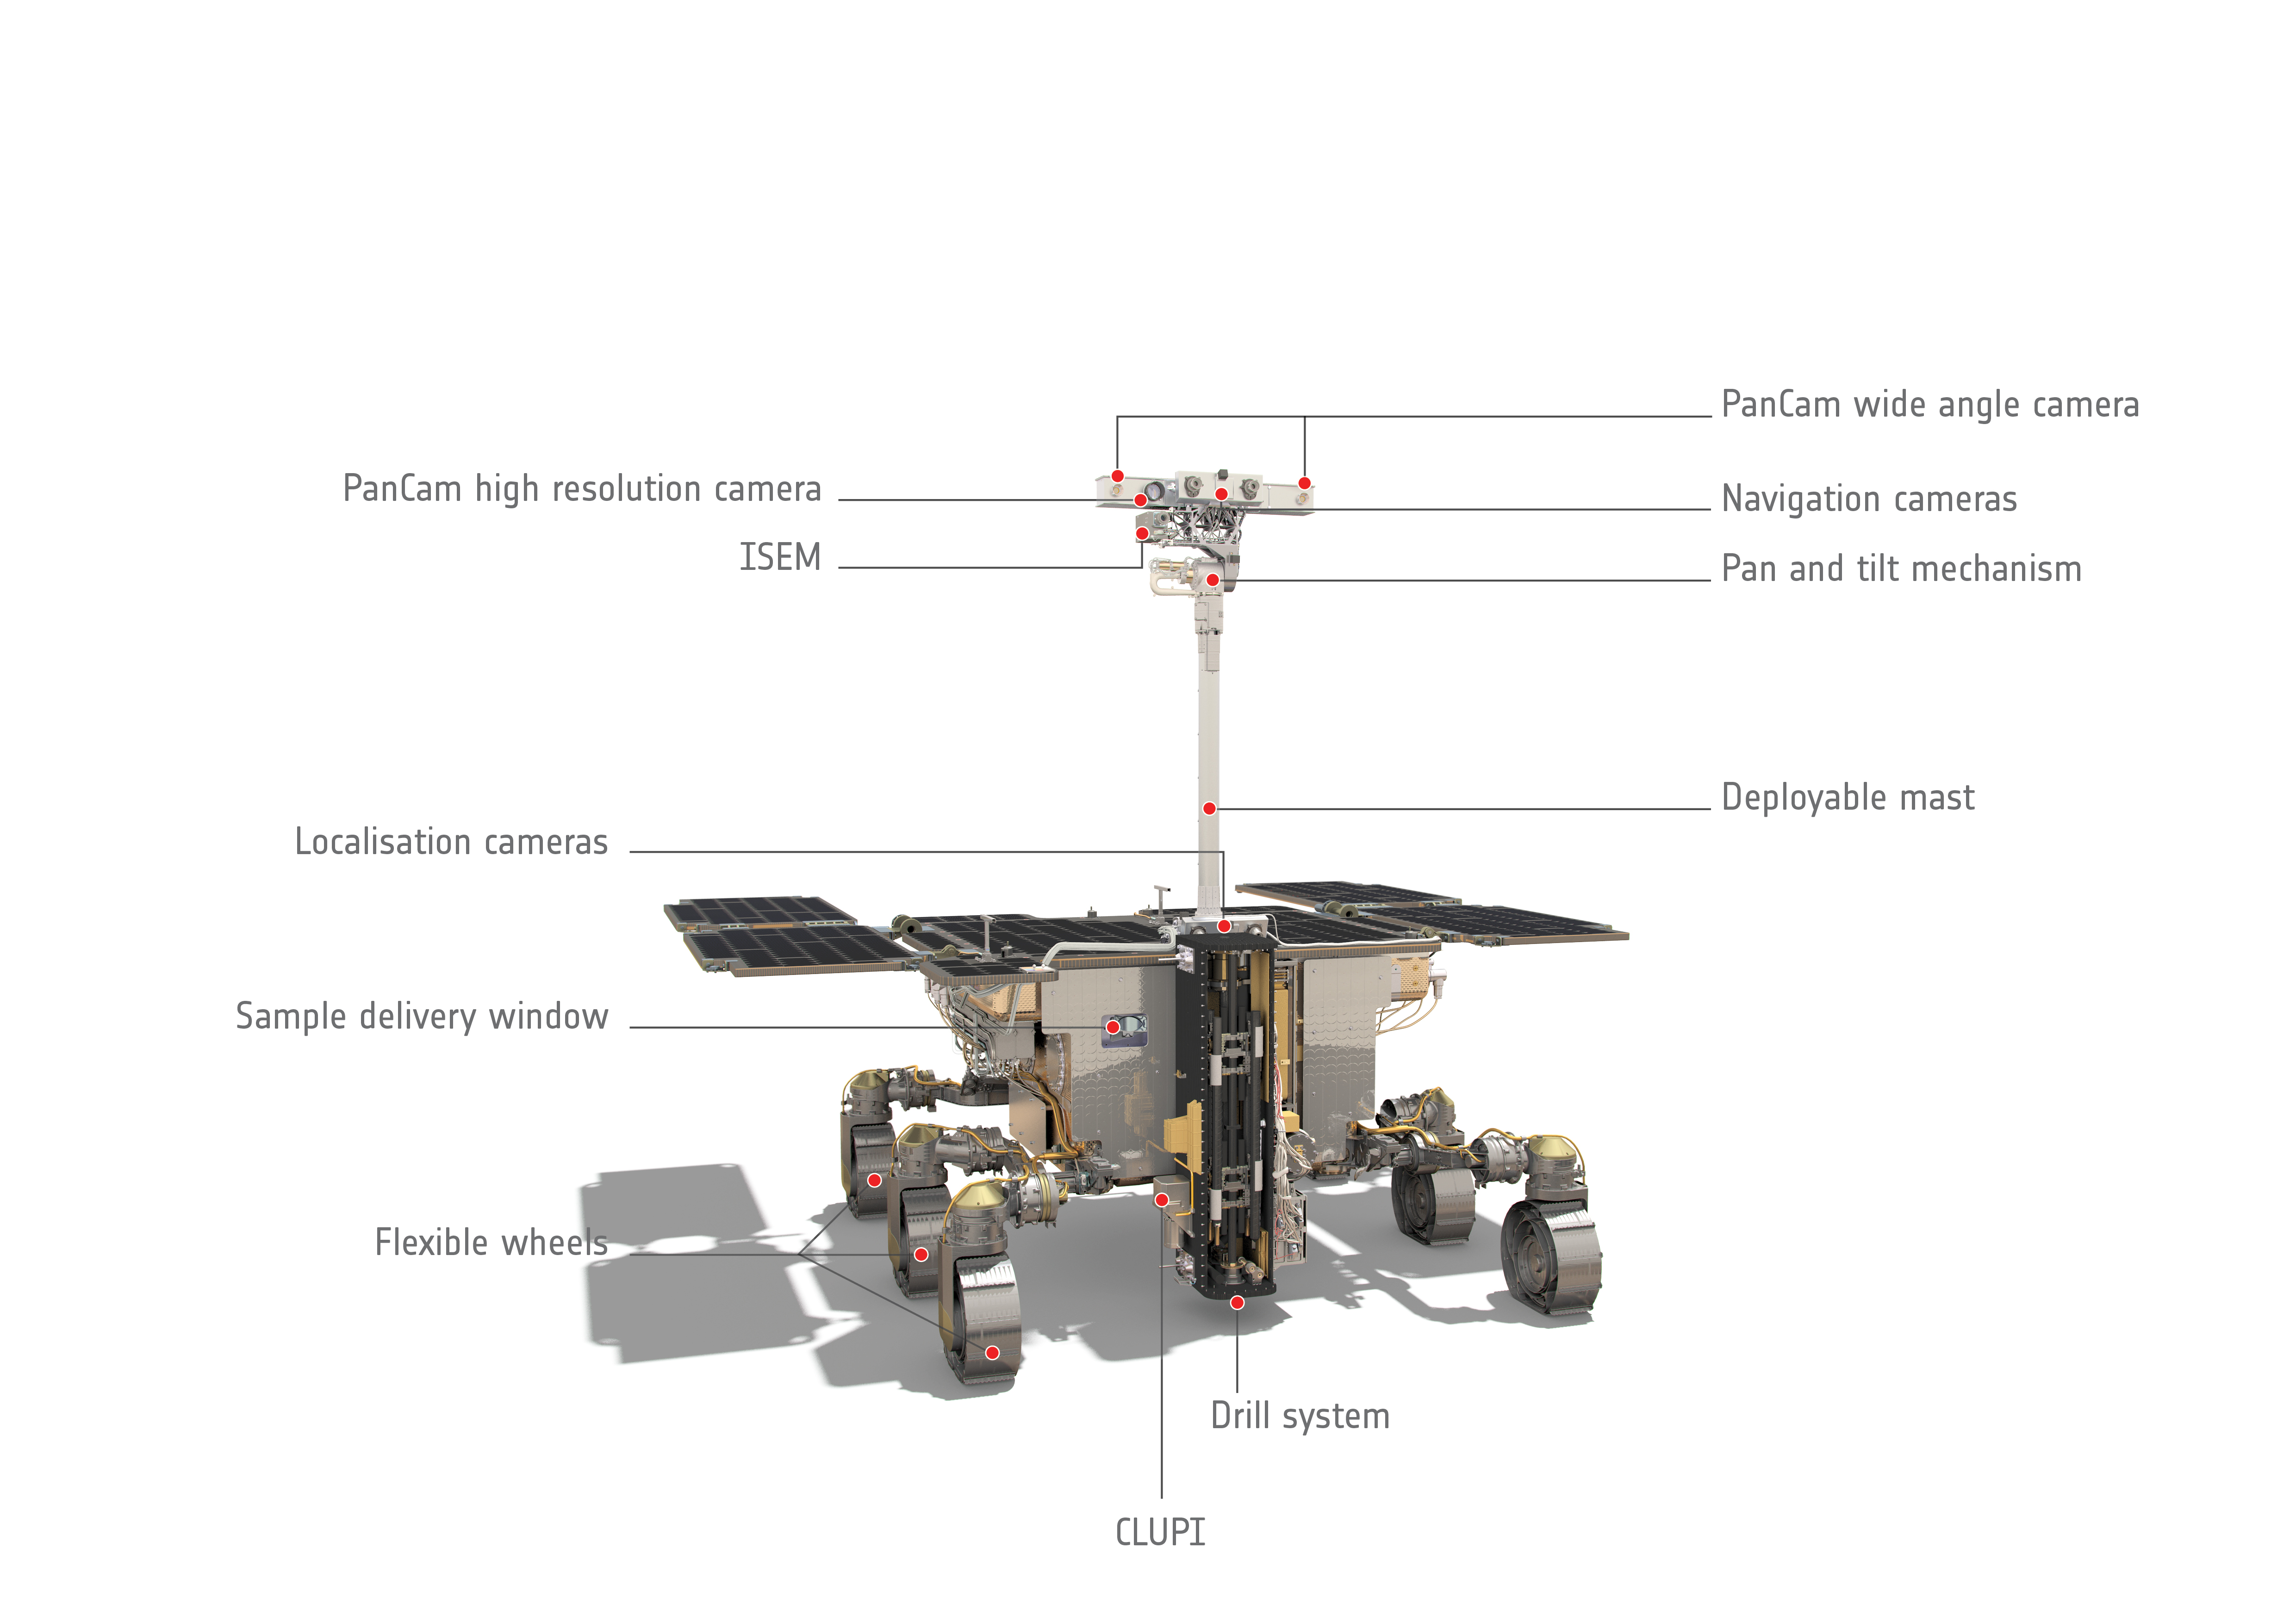 PanCam wide angle camera
PanCam high resolution camera
Navigation cameras
ISEM
Pan and tilt mechanism
Deployable mast
Localisation cameras
Sample delivery window
Flexible wheels
Drill system
CLUPI